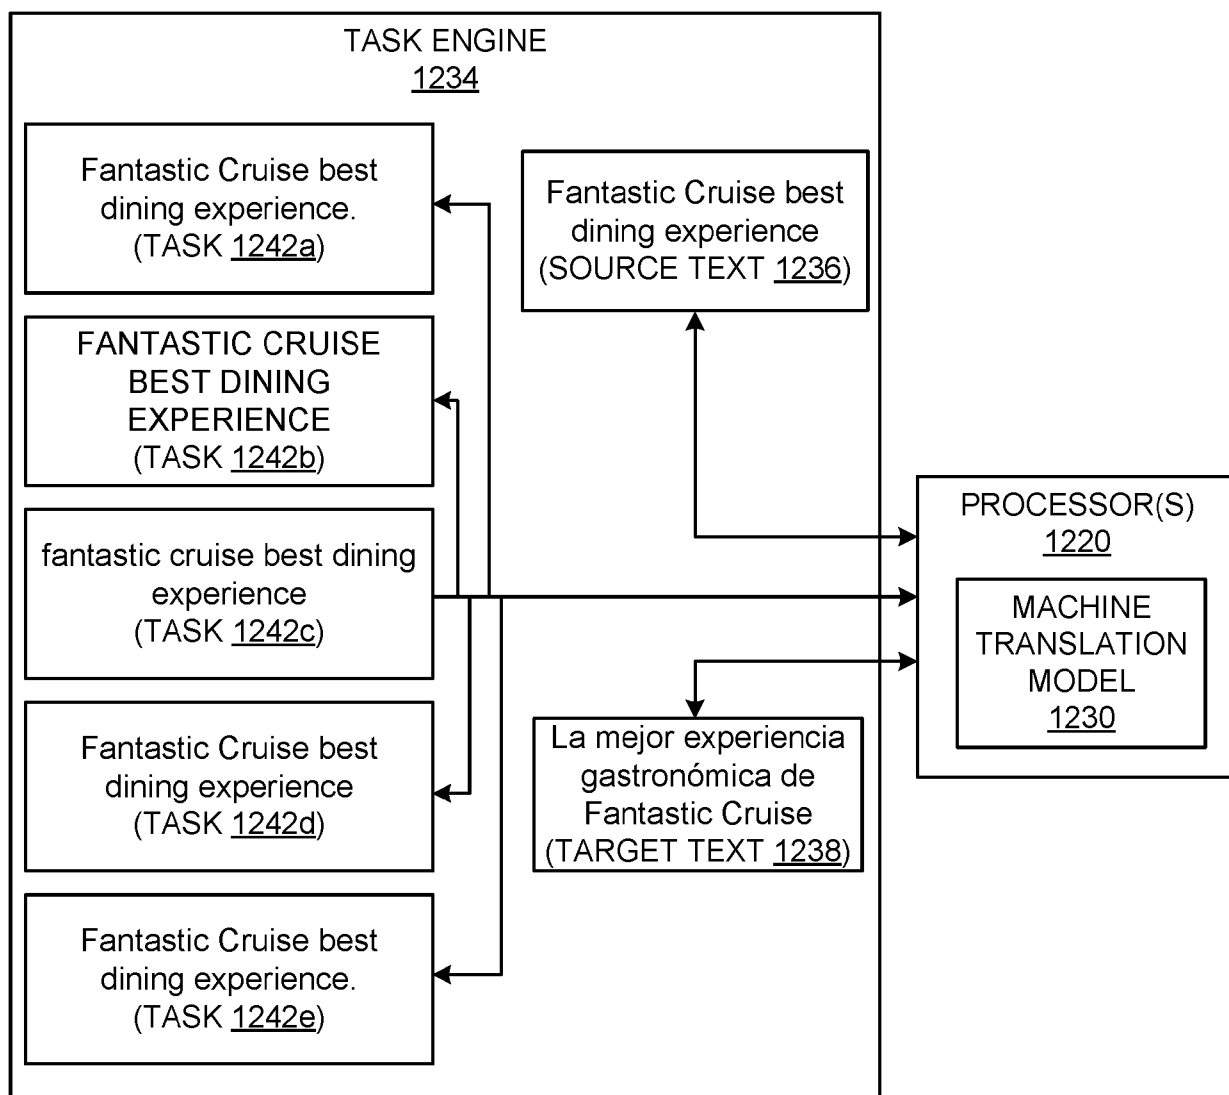 TASK ENGINE
1234
Fantastic Cruise best
dining experience.
(TASK 1242a)
FANTASTIC CRUISE
BEST DINING
EXPERIENCE
(TASK 1242b)
fantastic cruise best dining
experience
(TASK 1242c)
Fantastic Cruise best
dining experience
(TASK 1242d)
Fantastic Cruise best
dining experience.
(TASK 1242e)
Fantastic Cruise best
dining experience
(SOURCE TEXT 1236)
La mejor experiencia
gastronómica de
Fantastic Cruise
(TARGET TEXT 1238)
PROCESSOR(S)
1220
MACHINE
TRANSLATION
MODEL
1230